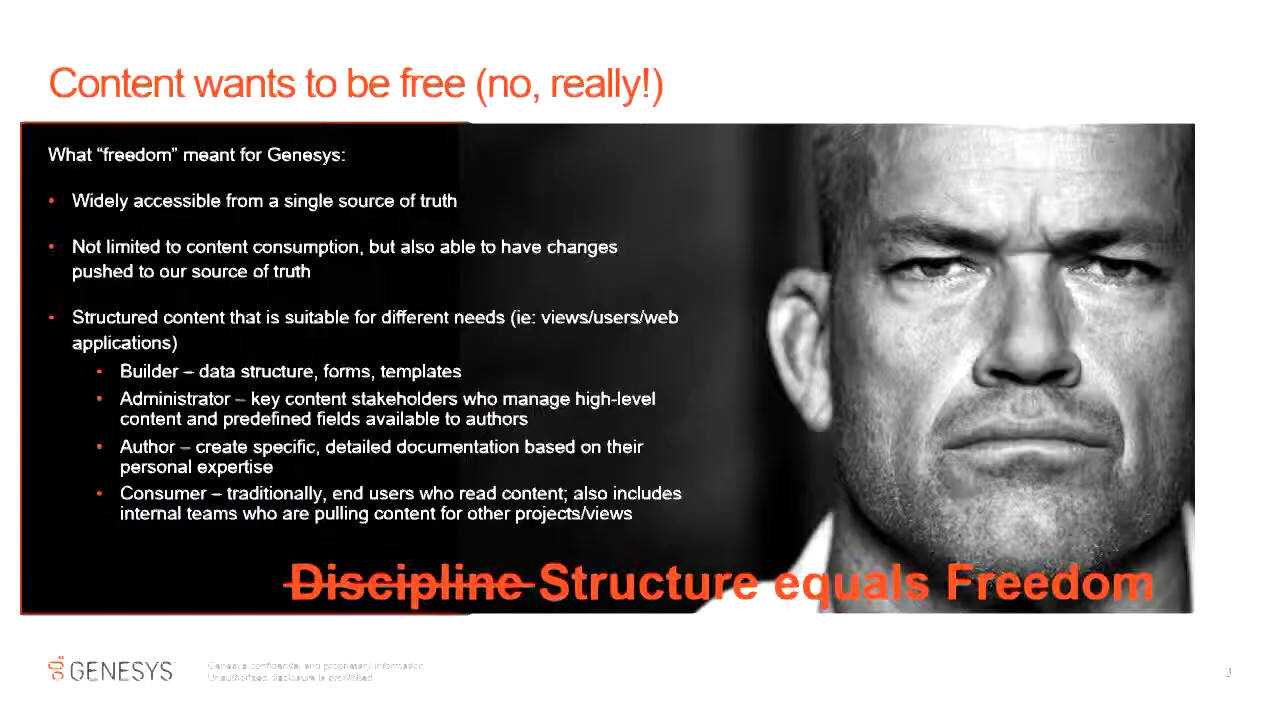 Content wants to be free (no, really!)
What “freedom” meant for Genesys:
• Widely accessible from a single source of truth
• Not limited to content consumption, but also able to have changes
pushed to our source of truth
• Structured content that is suitable for different needs (ie: views/users/web
applications)
• Builder – data structure, forms, templates
• Administrator – key content stakeholders who manage high-level
content and predefined fields available to authors
• Author – create specific, detailed documentation based on their
personal expertise
• Consumer – traditionally, end users who read content; also includes
internal teams who are pulling content for other projects/views
Discipline Structure equals Freedom
GENESYS
Genesys confidential and proprietary information.
Unauthorized disclosure is prohibited.